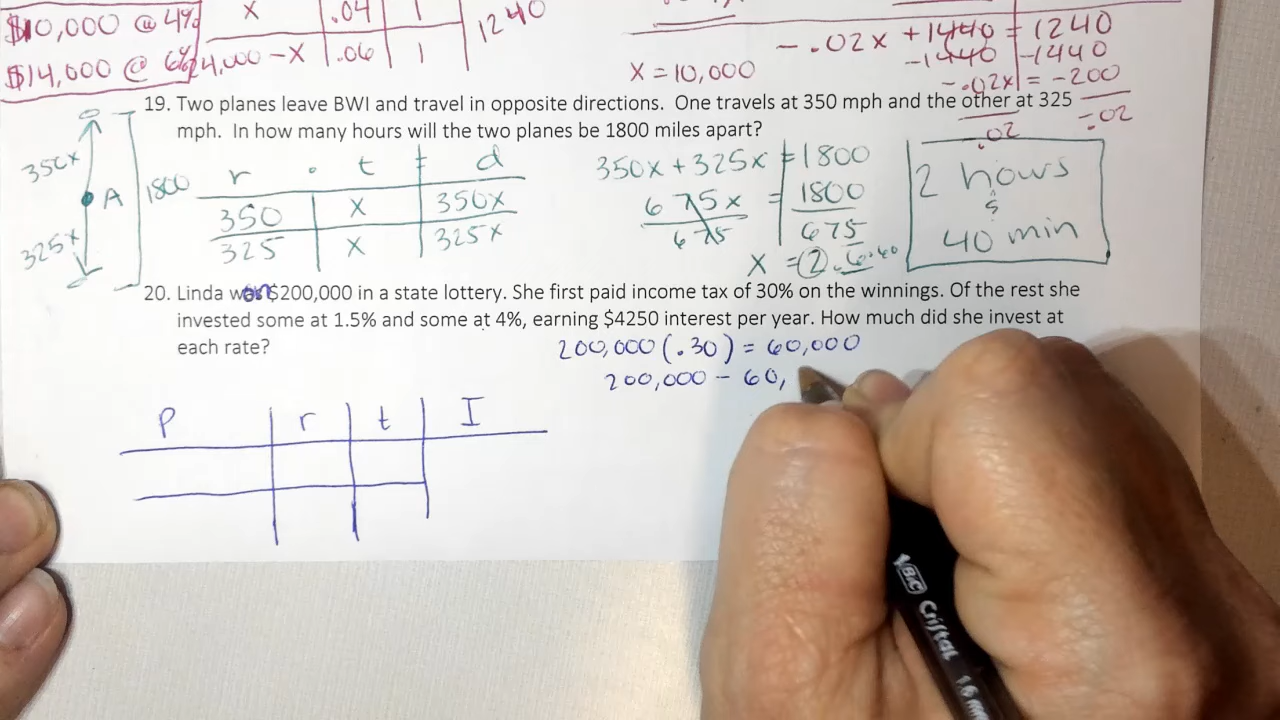 $10,000 @ 4%
$14,000 @ 6%
x | .04 | 1
24,000 - x | .06 | 1
1240
x = 10,000
- .02x + 1440 = 1240
-1440 -1440
-.02x = -200
.02 -.02
19. Two planes leave BWI and travel in opposite directions. One travels at 350 mph and the other at 325
mph. In how many hours will the two planes be 1800 miles apart?
350x
A
325x
1800
r · t = d
350 | x | 350x
325 | x | 325x
350x + 325x = 1800
675x = 1800
675 675
x = 2.6
2 hours
&
40 min
20. Linda won $200,000 in a state lottery. She first paid income tax of 30% on the winnings. Of the rest she
invested some at 1.5% and some at 4%, earning $4250 interest per year. How much did she invest at
each rate?
200,000 (.30) = 60,000
200,000 - 60,
P | r | t | I
BIC Cristal 1.6 mm